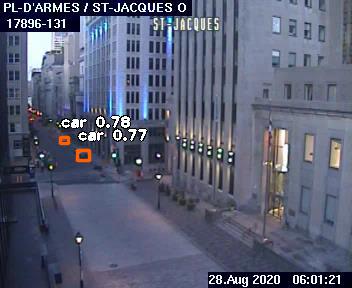 PL-D'ARMES / ST-JACQUES O
17896-131
ST-JACQUES
car 0.78
car 0.77
28.Aug 2020 06:01:21